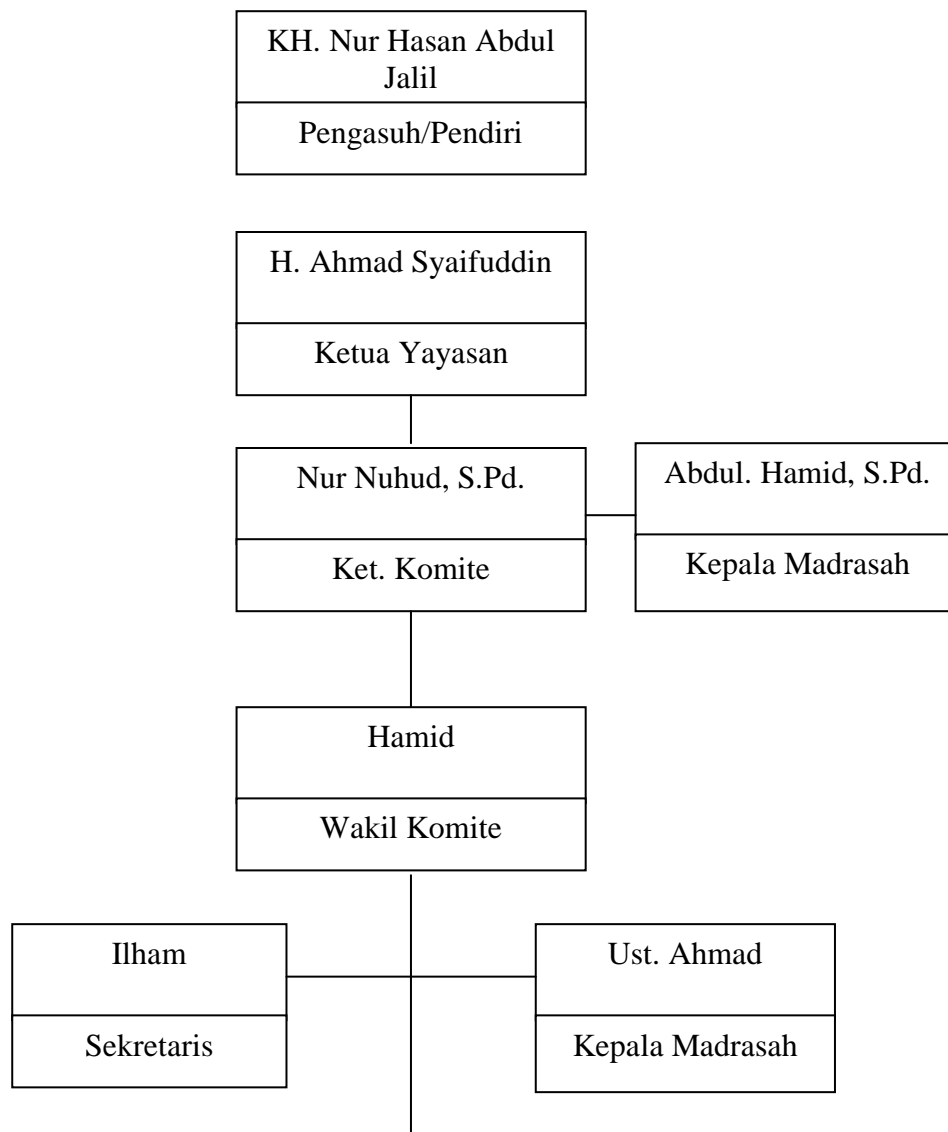 KH. Nur Hasan Abdul
Jalil
Pengasuh/Pendiri
H. Ahmad Syaifuddin
Ketua Yayasan
Nur Nuhud, S.Pd.
Ket. Komite
Abdul. Hamid, S.Pd.
Kepala Madrasah
Hamid
Wakil Komite
Ilham
Sekretaris
Ust. Ahmad
Kepala Madrasah